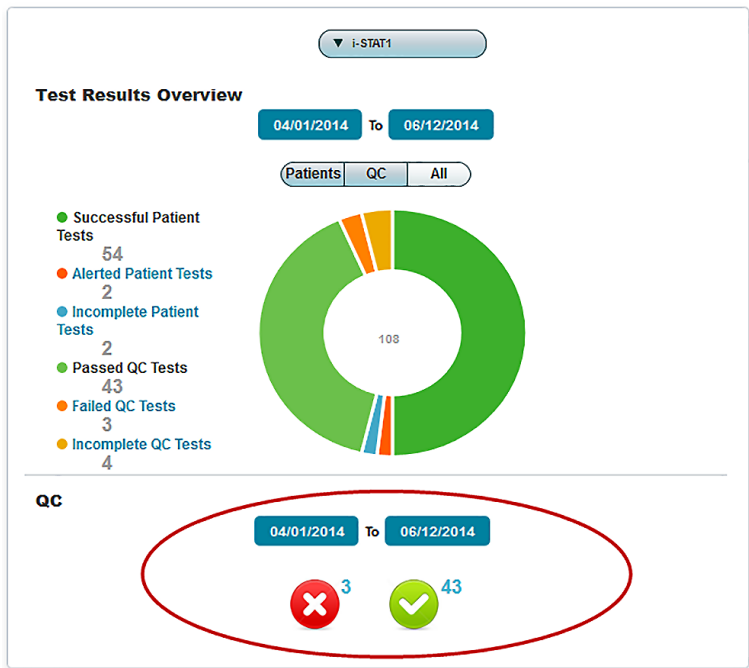 ▼ i-STAT1
Test Results Overview
04/01/2014 To 06/12/2014
Patients QC All
Successful Patient
Tests
54
Alerted Patient Tests
2
Incomplete Patient
Tests
2
Passed QC Tests
43
Failed QC Tests
3
Incomplete QC Tests
4
108
QC
04/01/2014 To 06/12/2014
3 43